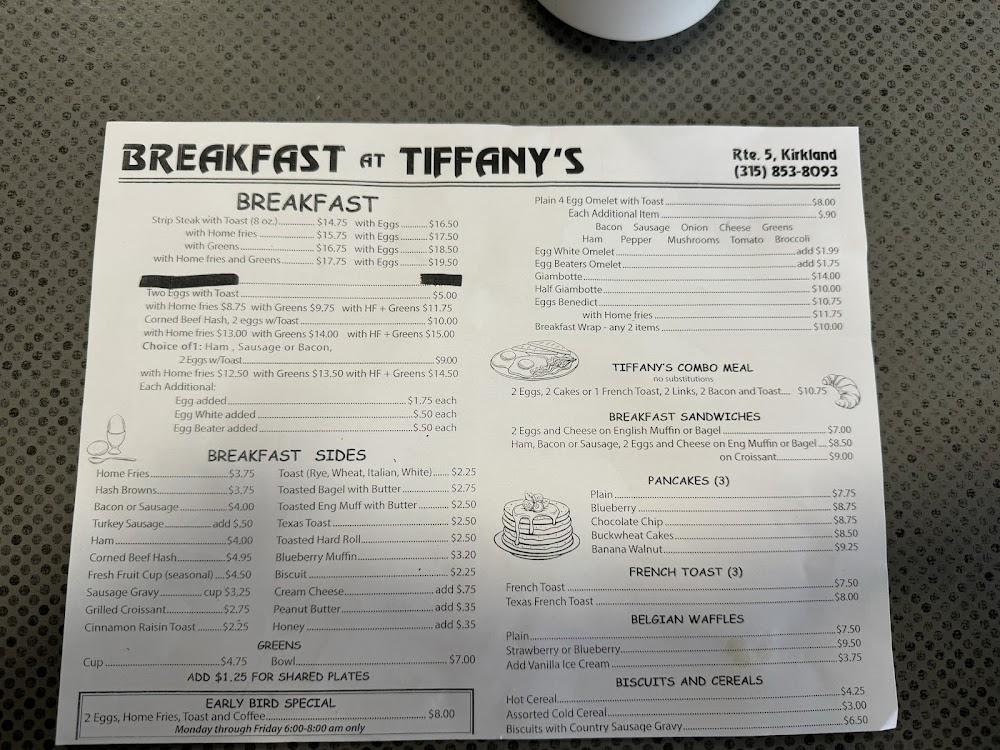 BREAKFAST AT TIFFANY'S
Rte. 5, Kirkland
(315) 853-8093
BREAKFAST
Strip Steak with Toast (8 oz.)............ $14.75 with Eggs..........$16.50
with Home fries.................. $15.75 with Eggs..........$17.50
with Greens......................... $16.75 with Eggs..........$18.50
with Home fries and Greens........... $17.75 with Eggs..........$19.50
Two Eggs with Toast..........$5.00
with Home fries $8.75 with Greens $9.75 with HF + Greens $11.75
Corned Beef Hash, 2 eggs w/Toast..........$10.00
with Home fries $13.00 with Greens $14.00 with HF + Greens $15.00
Choice of1: Ham , Sausage or Bacon,
2 Eggs w/Toast..........$9.00
with Home fries $12.50 with Greens $13.50 with HF + Greens $14.50
Each Additional:
Egg added..........$1.75 each
Egg White added..........$.50 each
Egg Beater added..........$.50 each
BREAKFAST SIDES
Home Fries..........$3.75
Hash Browns..........$3.75
Bacon or Sausage..........$4.00
Turkey Sausage..........add $.50
Ham..........$4.00
Corned Beef Hash..........$4.95
Fresh Fruit Cup (seasonal)....$4.50
Sausage Gravy..........cup $3.25
Grilled Croissant..........$2.75
Cinnamon Raisin Toast.........$2.25
Toast (Rye, Wheat, Italian, White)...... $2.25
Toasted Bagel with Butter..........$2.75
Toasted Eng Muff with Butter..........$2.50
Texas Toast..........$2.50
Toasted Hard Roll..........$2.50
Blueberry Muffin..........$3.20
Biscuit..........$2.25
Cream Cheese..........add $.75
Peanut Butter..........add $.35
Honey..........add $.35
GREENS
Cup..........$4.75 Bowl..........$7.00
ADD $1.25 FOR SHARED PLATES
EARLY BIRD SPECIAL
2 Eggs, Home Fries, Toast and Coffee..........$8.00
Monday through Friday 6:00-8:00 am only
Plain 4 Egg Omelet with Toast..........$8.00
Each Additional Item..........$.90
Bacon Sausage Onion Cheese Greens
Ham Pepper Mushrooms Tomato Broccoli
Egg White Omelet..........add $1.99
Egg Beaters Omelet..........add $1.75
Giambotte..........$14.00
Half Giambotte..........$10.00
Eggs Benedict..........$10.75
with Home fries..........$11.75
Breakfast Wrap - any 2 items..........$10.00
TIFFANY'S COMBO MEAL
no substitutions
2 Eggs, 2 Cakes or 1 French Toast, 2 Links, 2 Bacon and Toast.... $10.75
BREAKFAST SANDWICHES
2 Eggs and Cheese on English Muffin or Bagel..........$7.00
Ham, Bacon or Sausage, 2 Eggs and Cheese on Eng Muffin or Bagel....$8.50
on Croissant..........$9.00
PANCAKES (3)
Plain..........$7.75
Blueberry..........$8.75
Chocolate Chip..........$8.75
Buckwheat Cakes..........$8.50
Banana Walnut..........$9.25
FRENCH TOAST (3)
French Toast..........$7.50
Texas French Toast..........$8.00
BELGIAN WAFFLES
Plain..........$7.50
Strawberry or Blueberry..........$9.50
Add Vanilla Ice Cream..........$3.75
BISCUITS AND CEREALS
Hot Cereal..........$4.25
Assorted Cold Cereal..........$3.00
Biscuits with Country Sausage Gravy..........$6.50